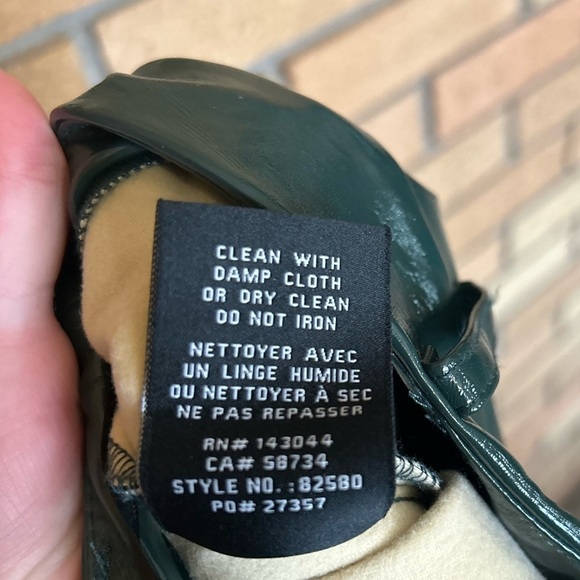 CLEAN WITH
DAMP CLOTH
OR DRY CLEAN
DO NOT IRON
NETTOYER AVEC
UN LINGE HUMIDE
OU NETTOYER À SEC
NE PAS REPASSER
RN# 143044
CA# 58734
STYLE NO.: 82580
PO# 27357